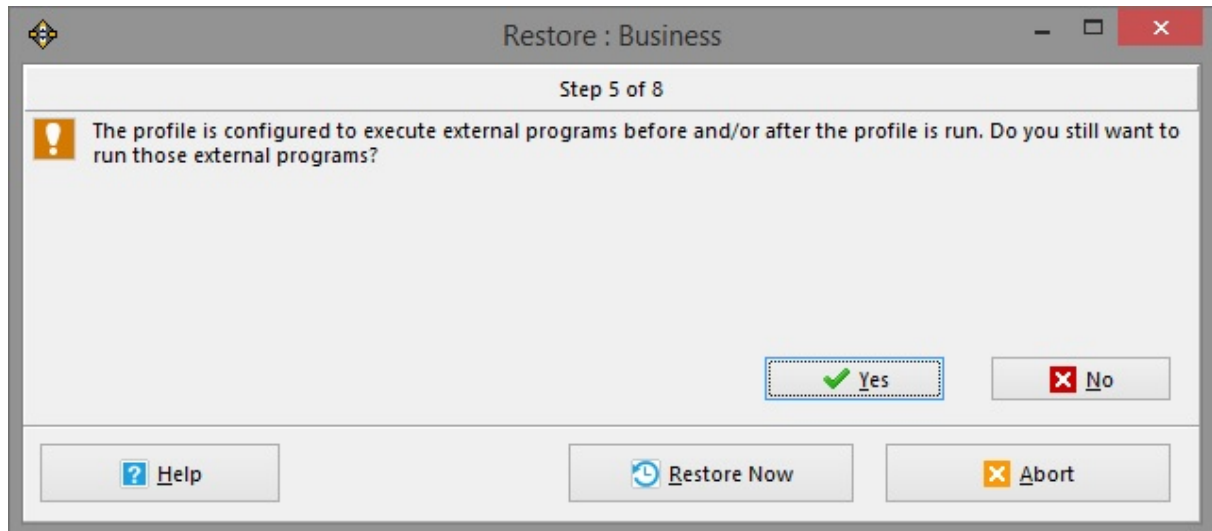 Restore : Business
Step 5 of 8
The profile is configured to execute external programs before and/or after the profile is run. Do you still want to
run those external programs?
Yes
No
Help
Restore Now
Abort